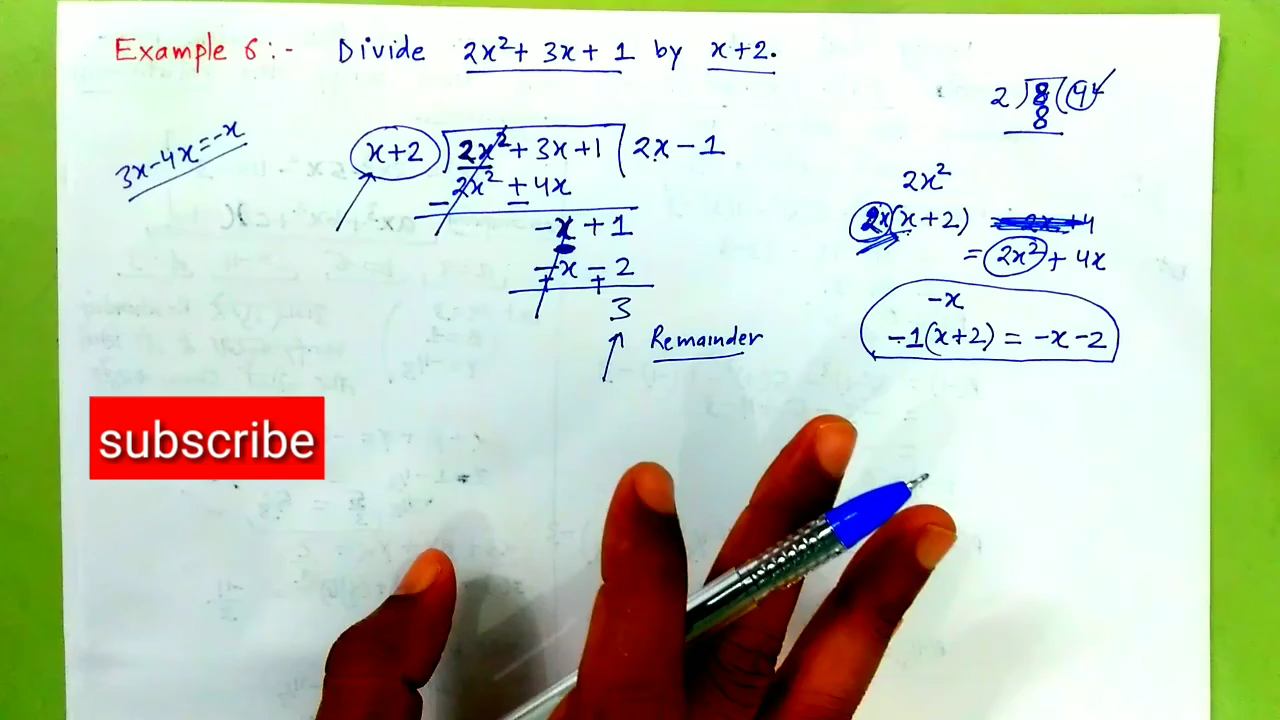 Example 6:- Divide 2x²+ 3x+ 1 by x+2.
2 ) 8 ( 4
8
3x-4x=-x
x+2 ) 2x²+ 3x+1 ( 2x-1
2x² + 4x
-x + 1
-x - 2
3
Remainder
2x²
2x(x+2)
= 2x²+ 4x
-x
-1(x+2) = -x-2
subscribe